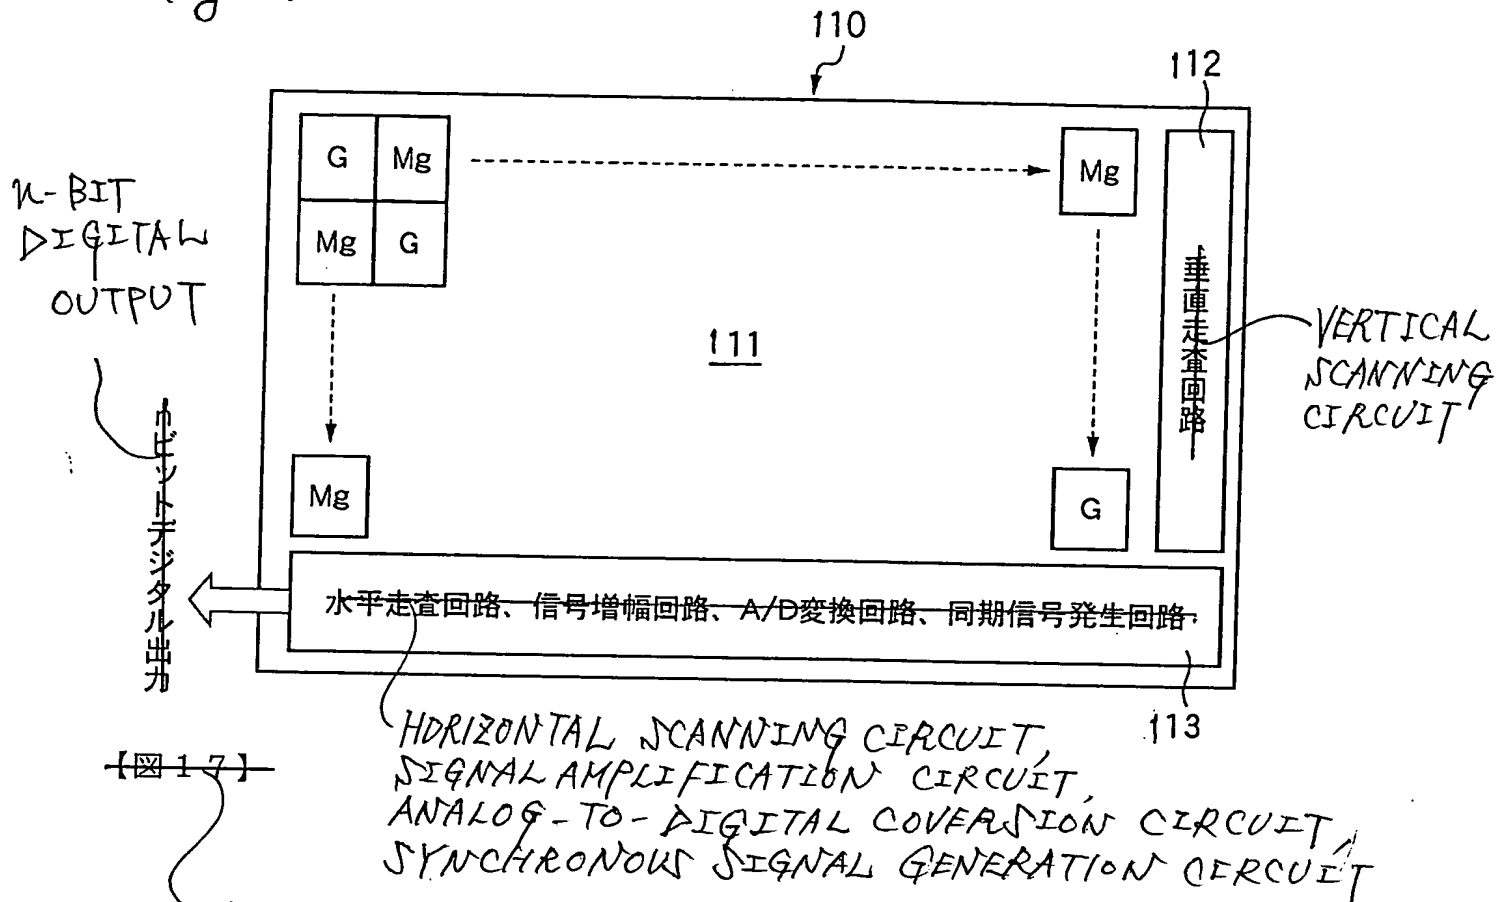 110
112
G Mg
Mg
Mg G
n-BIT
DIGITAL
OUTPUT
111
垂直走査回路
VERTICAL
SCANNING
CIRCUIT
nビットデジタル出力
Mg
G
水平走査回路、信号増幅回路、A/D変換回路、同期信号発生回路
113
HORIZONTAL SCANNING CIRCUIT,
SIGNAL AMPLIFICATION CIRCUIT,
ANALOG-TO-DIGITAL COVERSION CIRCUIT,
SYNCHRONOUS SIGNAL GENERATION CIRCUIT
【図17】